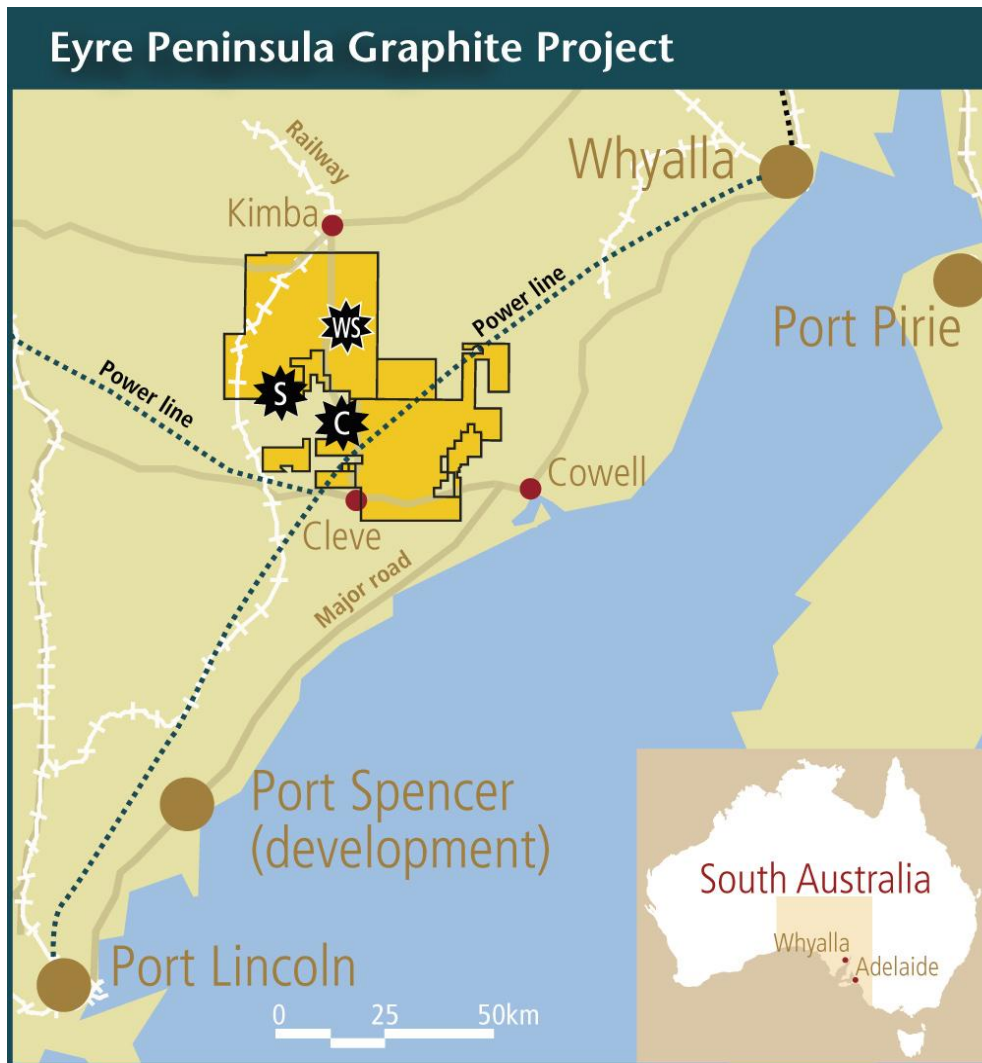 Eyre Peninsula Graphite Project
Railway
Whyalla
Kimba
Power line
Port Pirie
WS
Power line
S
C
Cowell
Cleve
Major road
Port Spencer
(development)
South Australia
Whyalla
Adelaide
Port Lincoln
0 25 50km